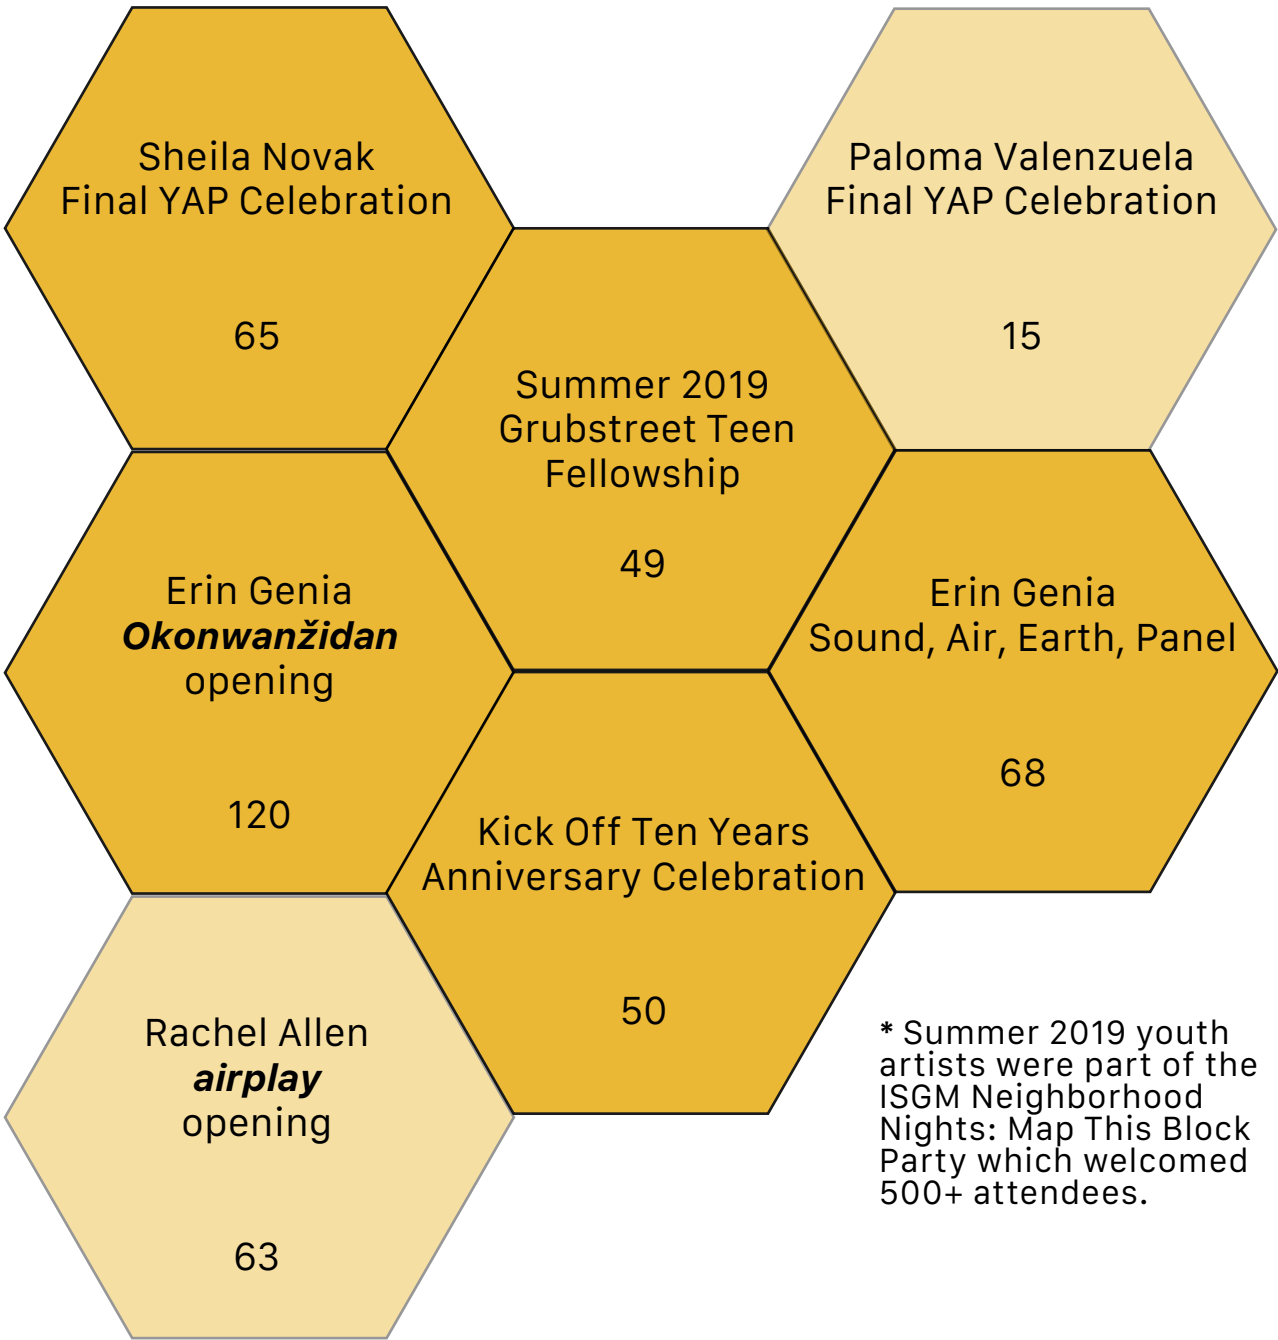 Sheila Novak
Final YAP Celebration
65
Paloma Valenzuela
Final YAP Celebration
15
Summer 2019
Grubstreet Teen
Fellowship
49
Erin Genia
Okonwanžidan
opening
120
Erin Genia
Sound, Air, Earth, Panel
68
Kick Off Ten Years
Anniversary Celebration
50
Rachel Allen
airplay
opening
63
* Summer 2019 youth
artists were part of the
ISGM Neighborhood
Nights: Map This Block
Party which welcomed
500+ attendees.